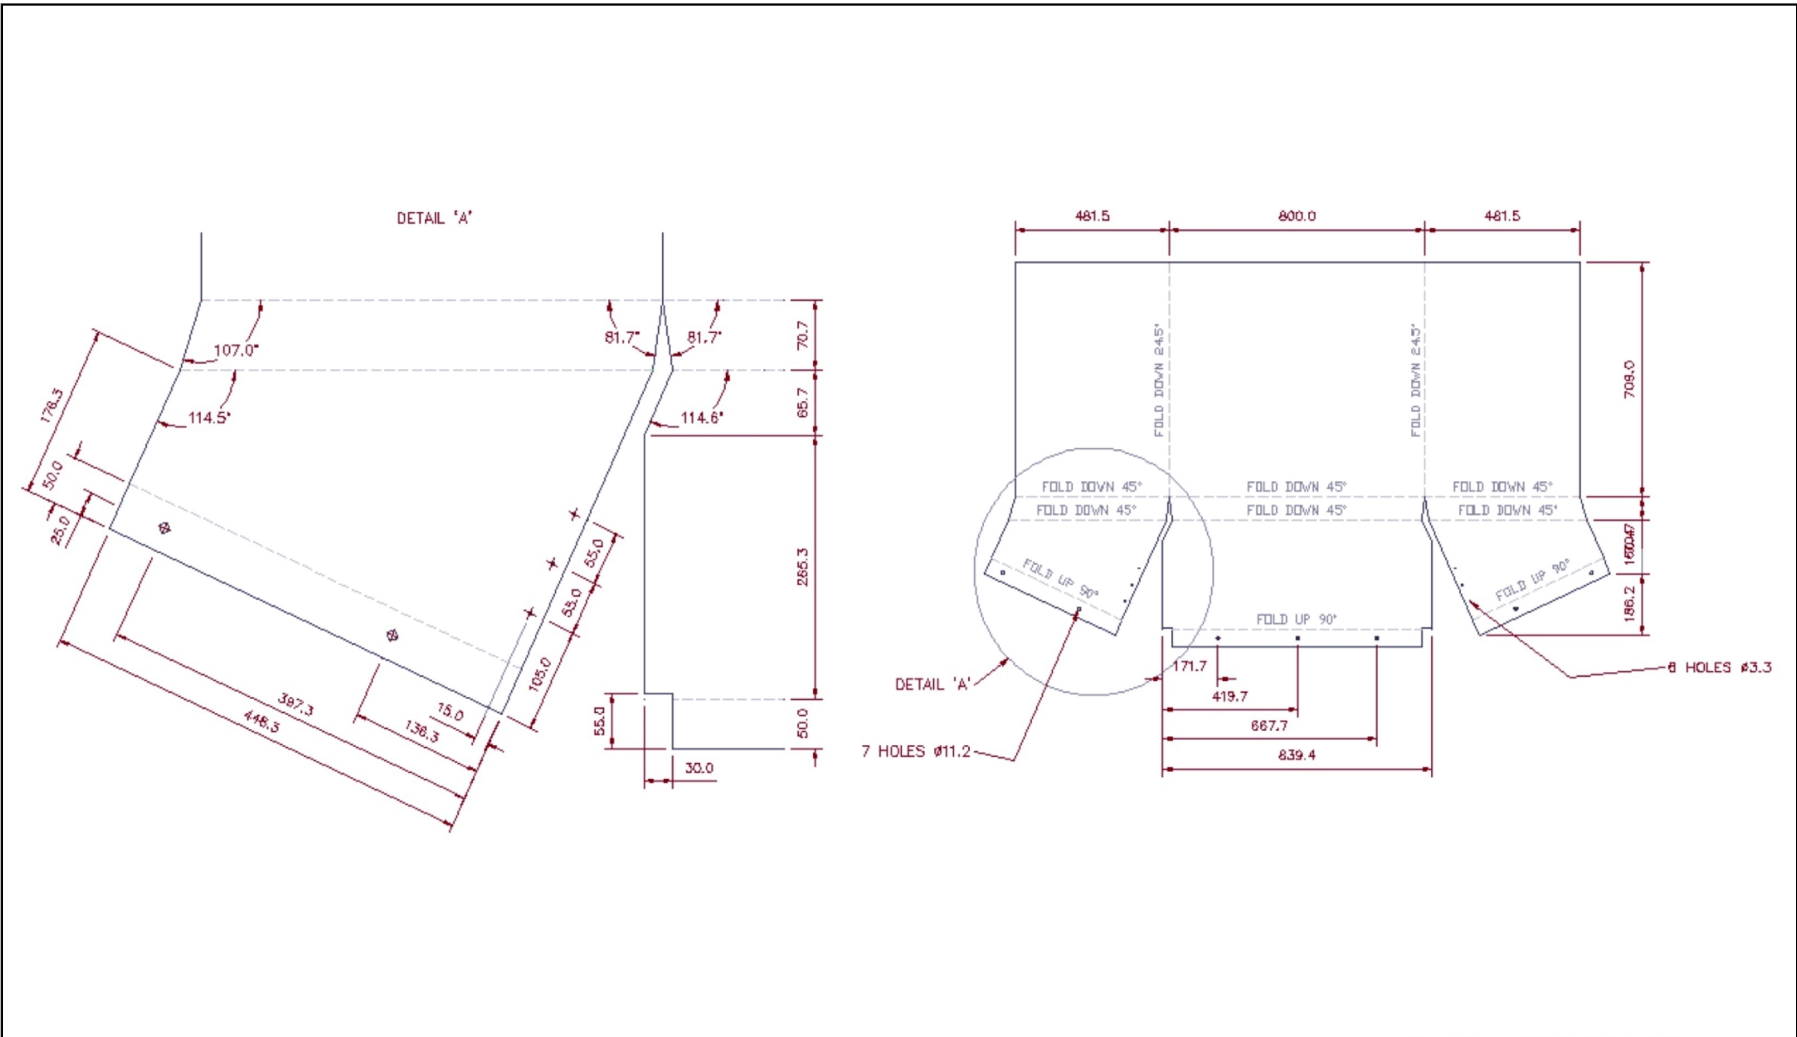 DETAIL 'A'
107.0°
81.7°
81.7°
70.7
114.5°
114.6°
65.7
176.3
50.0
25.0
55.0
55.0
105.0
265.3
397.3
448.3
15.0
136.3
55.0
50.0
30.0
481.5
800.0
481.5
FOLD DOWN 24.5°
FOLD DOWN 24.5°
709.0
FOLD DOWN 45°
FOLD DOWN 45°
FOLD DOWN 45°
FOLD DOWN 45°
FOLD DOWN 45°
FOLD DOWN 45°
FOLD UP 90°
FOLD UP 90°
186.2
FOLD UP 90°
DETAIL 'A'
171.7
6 HOLES ø3.3
419.7
667.7
7 HOLES ø11.2
839.4